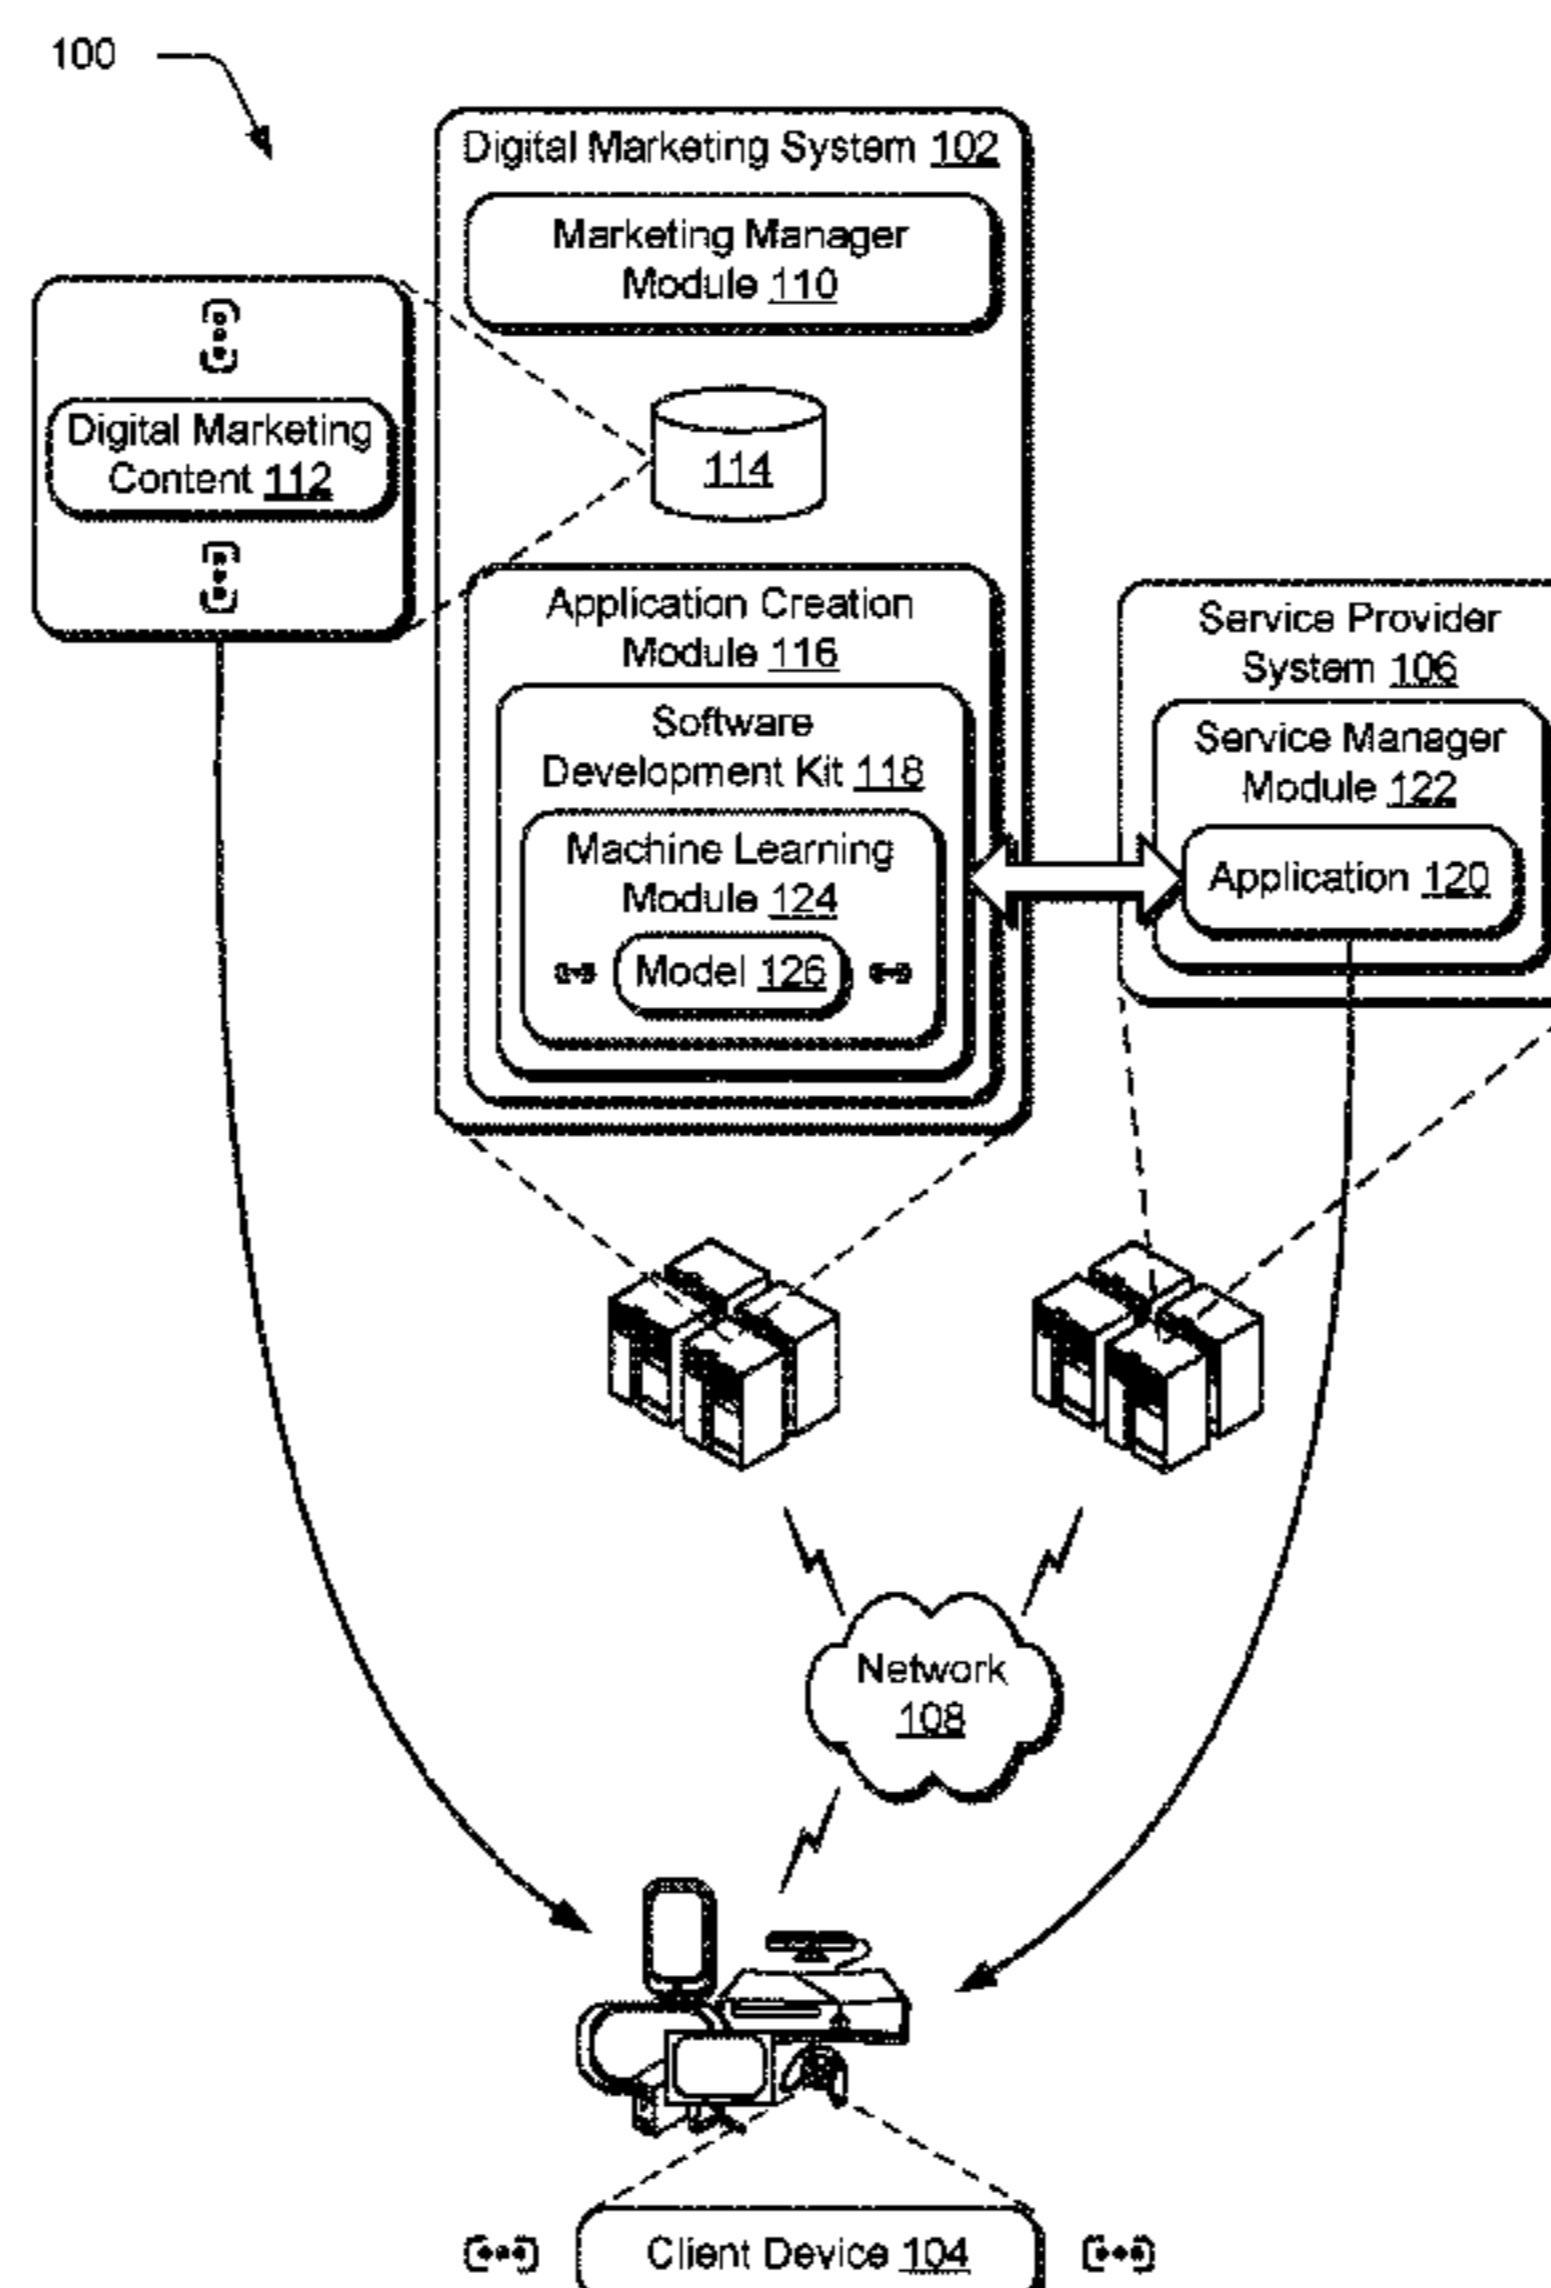 100
Digital Marketing System 102
Marketing Manager
Module 110
Digital Marketing
Content 112
114
Application Creation
Module 116
Software
Development Kit 118
Machine Learning
Module 124
Model 126
Service Provider
System 106
Service Manager
Module 122
Application 120
Network
108
Client Device 104